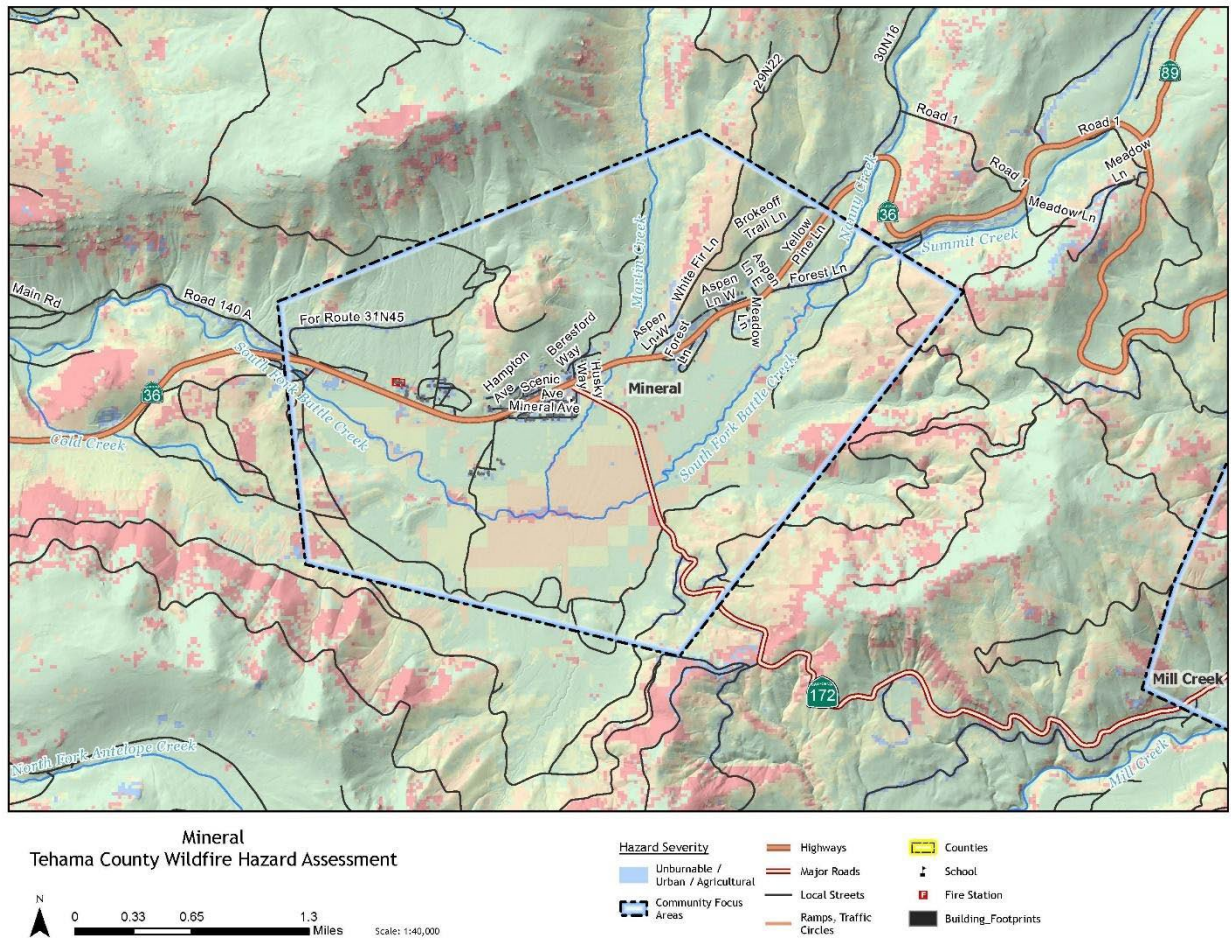 30N16
29N22
89
Road 1
Road 1
Road 1
Meadow
Ln
Meadow Ln
Nanny Creek
36
Summit Creek
Brokeoff
Trail Ln
Yellow
Pine Ln
Martin Creek
White Fir Ln
Aspen
Ln E
Aspen
Ln W
Forest Ln
Main Rd
Road 140 A
For Route 31N45
Beresford
Way
Aspen
Ln W
Forest
Ln
Meadow
Ln
Hampton
Ave
Scenic
Ave
Husky
Way
Mineral Ave
Mineral
36
South Fork Battle Creek
South Fork Battle Creek
Cold Creek
172
Mill Creek
North Fork Antelope Creek
Mill Creek
Mineral
Tehama County Wildfire Hazard Assessment
N
0 0.33 0.65 1.3
Miles
Scale: 1:40,000
Hazard Severity
Unburnable /
Urban / Agricultural
Community Focus
Areas
Highways
Major Roads
Local Streets
Ramps, Traffic
Circles
Counties
School
F Fire Station
Building_Footprints